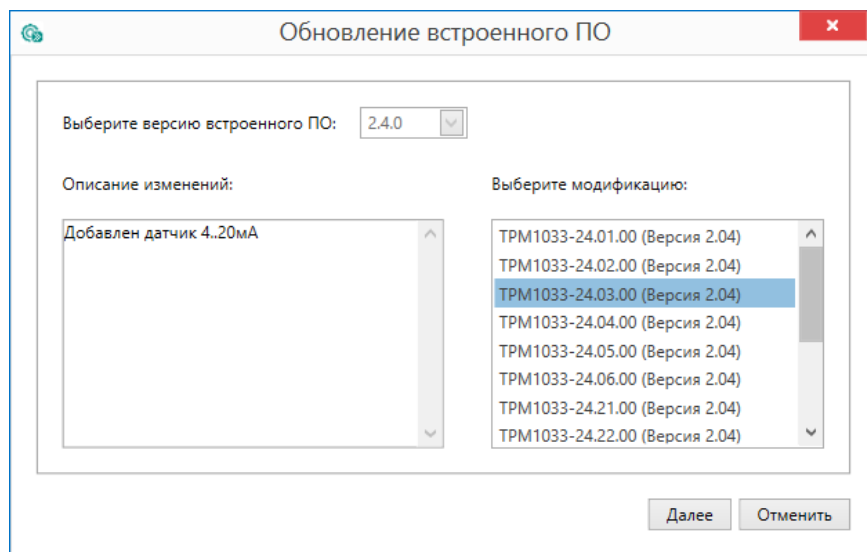 Обновление встроенного ПО
Выберите версию встроенного ПО: 2.4.0
Описание изменений:
Добавлен датчик 4..20мА
Выберите модификацию:
ТРМ1033-24.01.00 (Версия 2.04)
ТРМ1033-24.02.00 (Версия 2.04)
ТРМ1033-24.03.00 (Версия 2.04)
ТРМ1033-24.04.00 (Версия 2.04)
ТРМ1033-24.05.00 (Версия 2.04)
ТРМ1033-24.06.00 (Версия 2.04)
ТРМ1033-24.21.00 (Версия 2.04)
ТРМ1033-24.22.00 (Версия 2.04)
Далее
Отменить